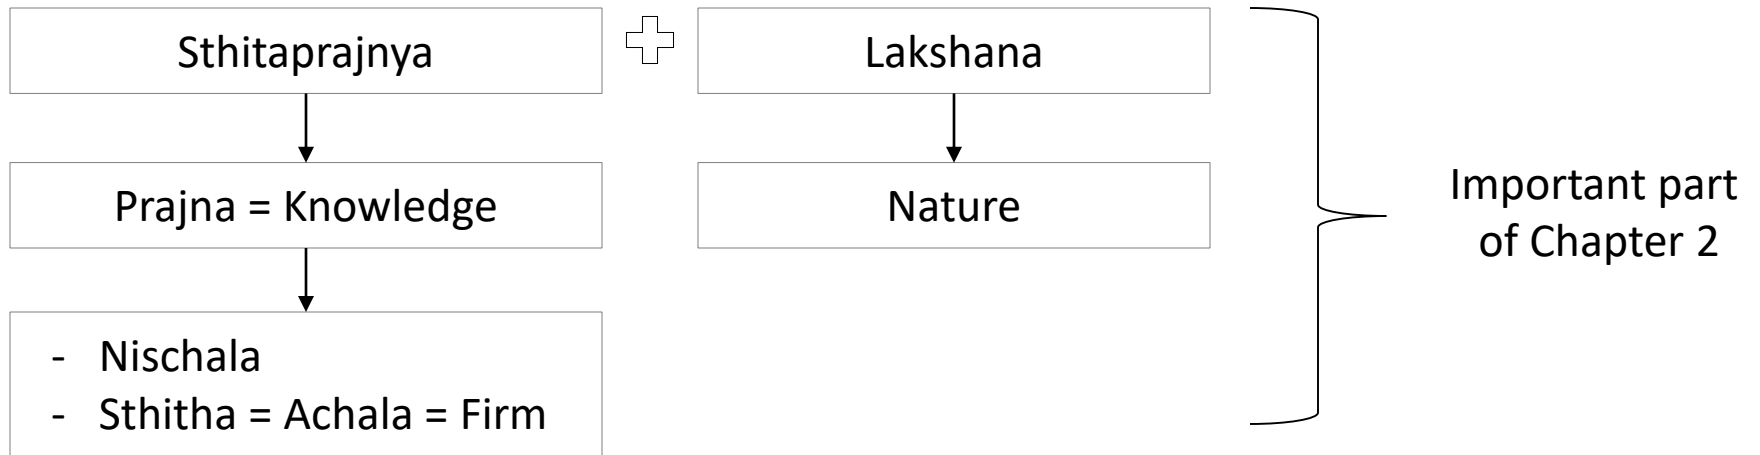 Sthitaprajnya
Lakshana
Prajna = Knowledge
Nature
- Nischala
- Sthitha = Achala = Firm
Important part
of Chapter 2